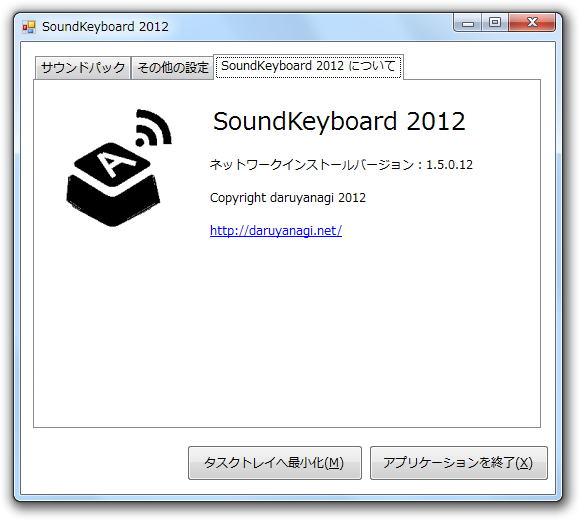 SoundKeyboard 2012
サウンドパック
その他の設定
SoundKeyboard 2012 について
A
SoundKeyboard 2012
ネットワークインストールバージョン : 1.5.0.12
Copyright daruyanagi 2012
http://daruyanagi.net/
タスクトレイへ最小化(M)
アプリケーションを終了(X)